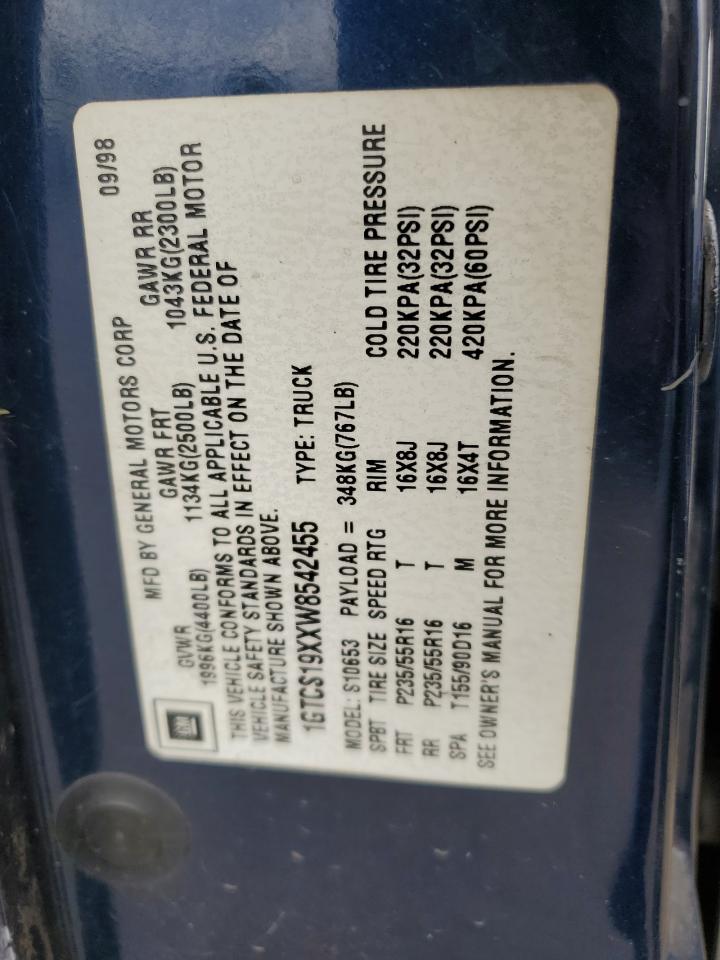 MFD BY GENERAL MOTORS CORP 09/98
GVWR GAWR FRT GAWR RR
1996KG(4400LB) 1134KG(2500LB) 1043KG(2300LB)
THIS VEHICLE CONFORMS TO ALL APPLICABLE U.S. FEDERAL MOTOR
VEHICLE SAFETY STANDARDS IN EFFECT ON THE DATE OF
MANUFACTURE SHOWN ABOVE.
1GTCS19XXW8542455 TYPE: TRUCK
MODEL: S10653 PAYLOAD = 348KG(767LB)
SPBT TIRE SIZE SPEED RTG RIM COLD TIRE PRESSURE
FRT P235/55R16 T 16X8J 220KPA(32PSI)
RR P235/55R16 T 16X8J 220KPA(32PSI)
SPA T155/90D16 M 16X4T 420KPA(60PSI)
SEE OWNER'S MANUAL FOR MORE INFORMATION.
GM